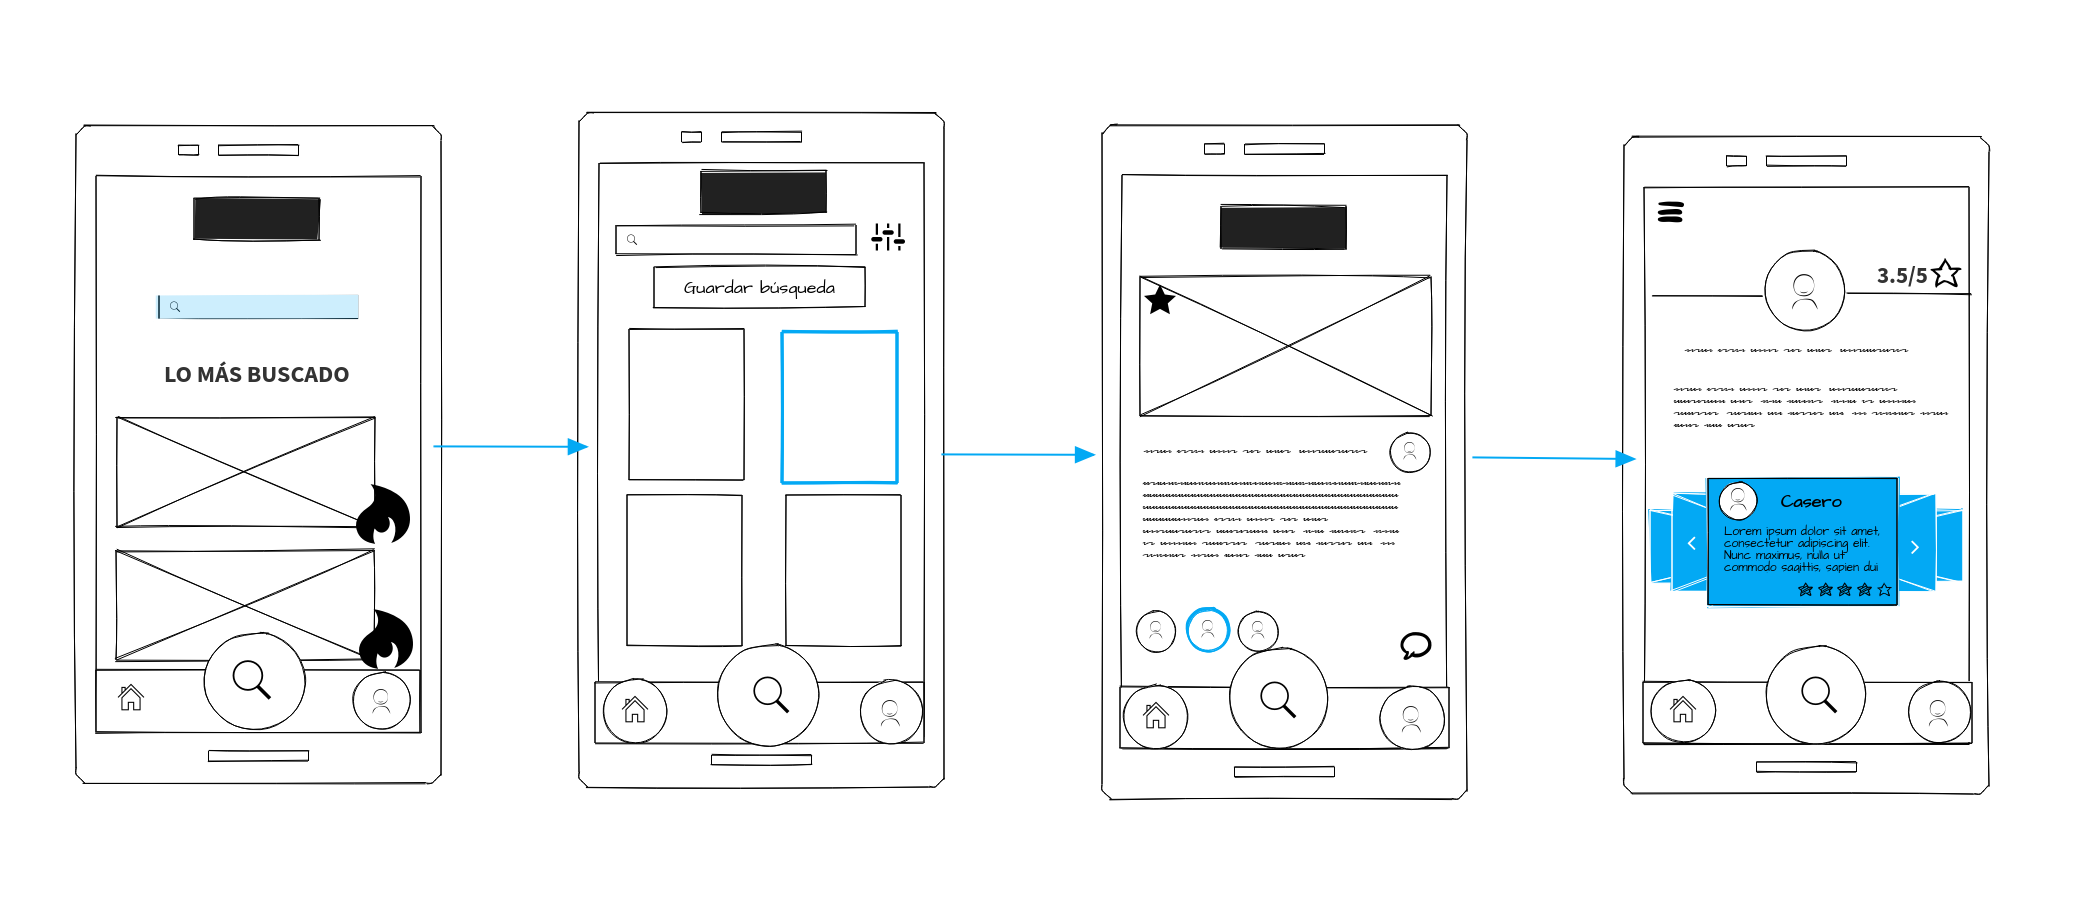 LO MÁS BUSCADO
Guardar búsqueda
3.5/5
Casero
Lorem ipsum dolor sit amet,
consectetur adipiscing elit.
Nunc maximus, nulla ut
commodo sagittis, sapien dui